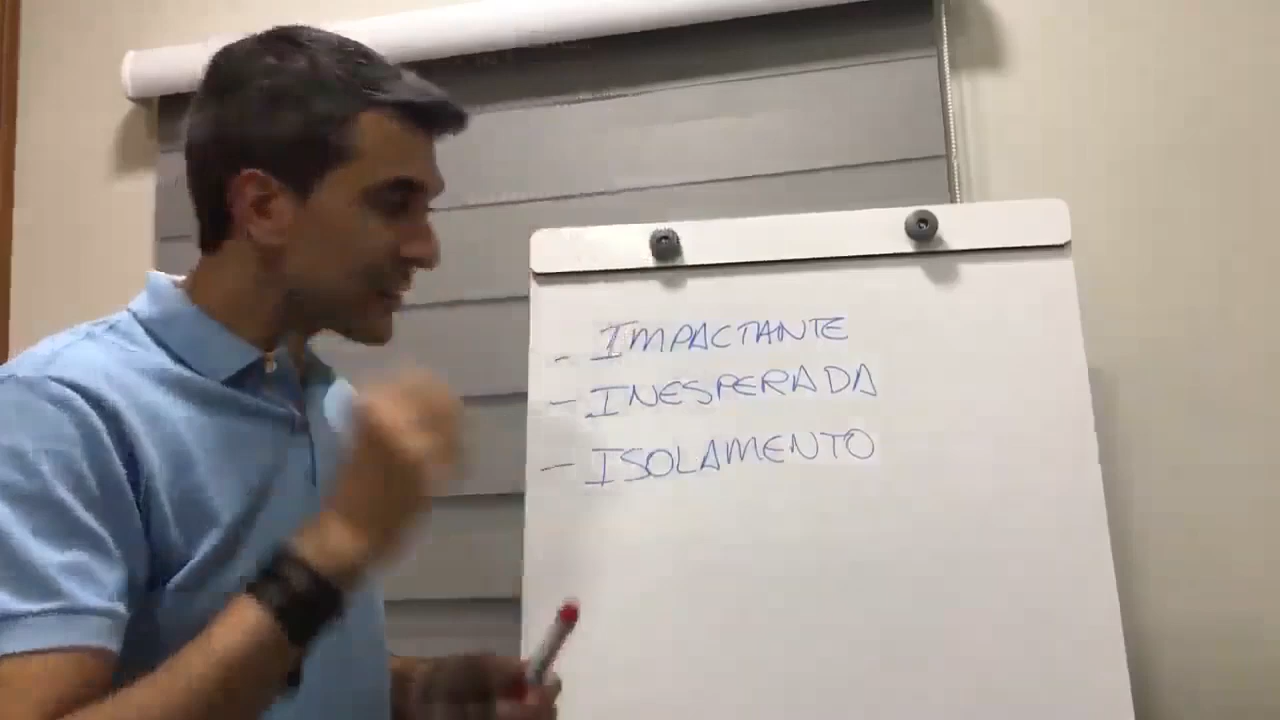 - IMPACTANTE
- INESPERADA
- ISOLAMENTO